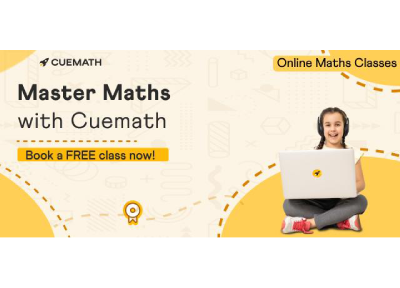 CUEMATH
Online Maths Classes
Master Maths
with Cuemath
Book a FREE class now!